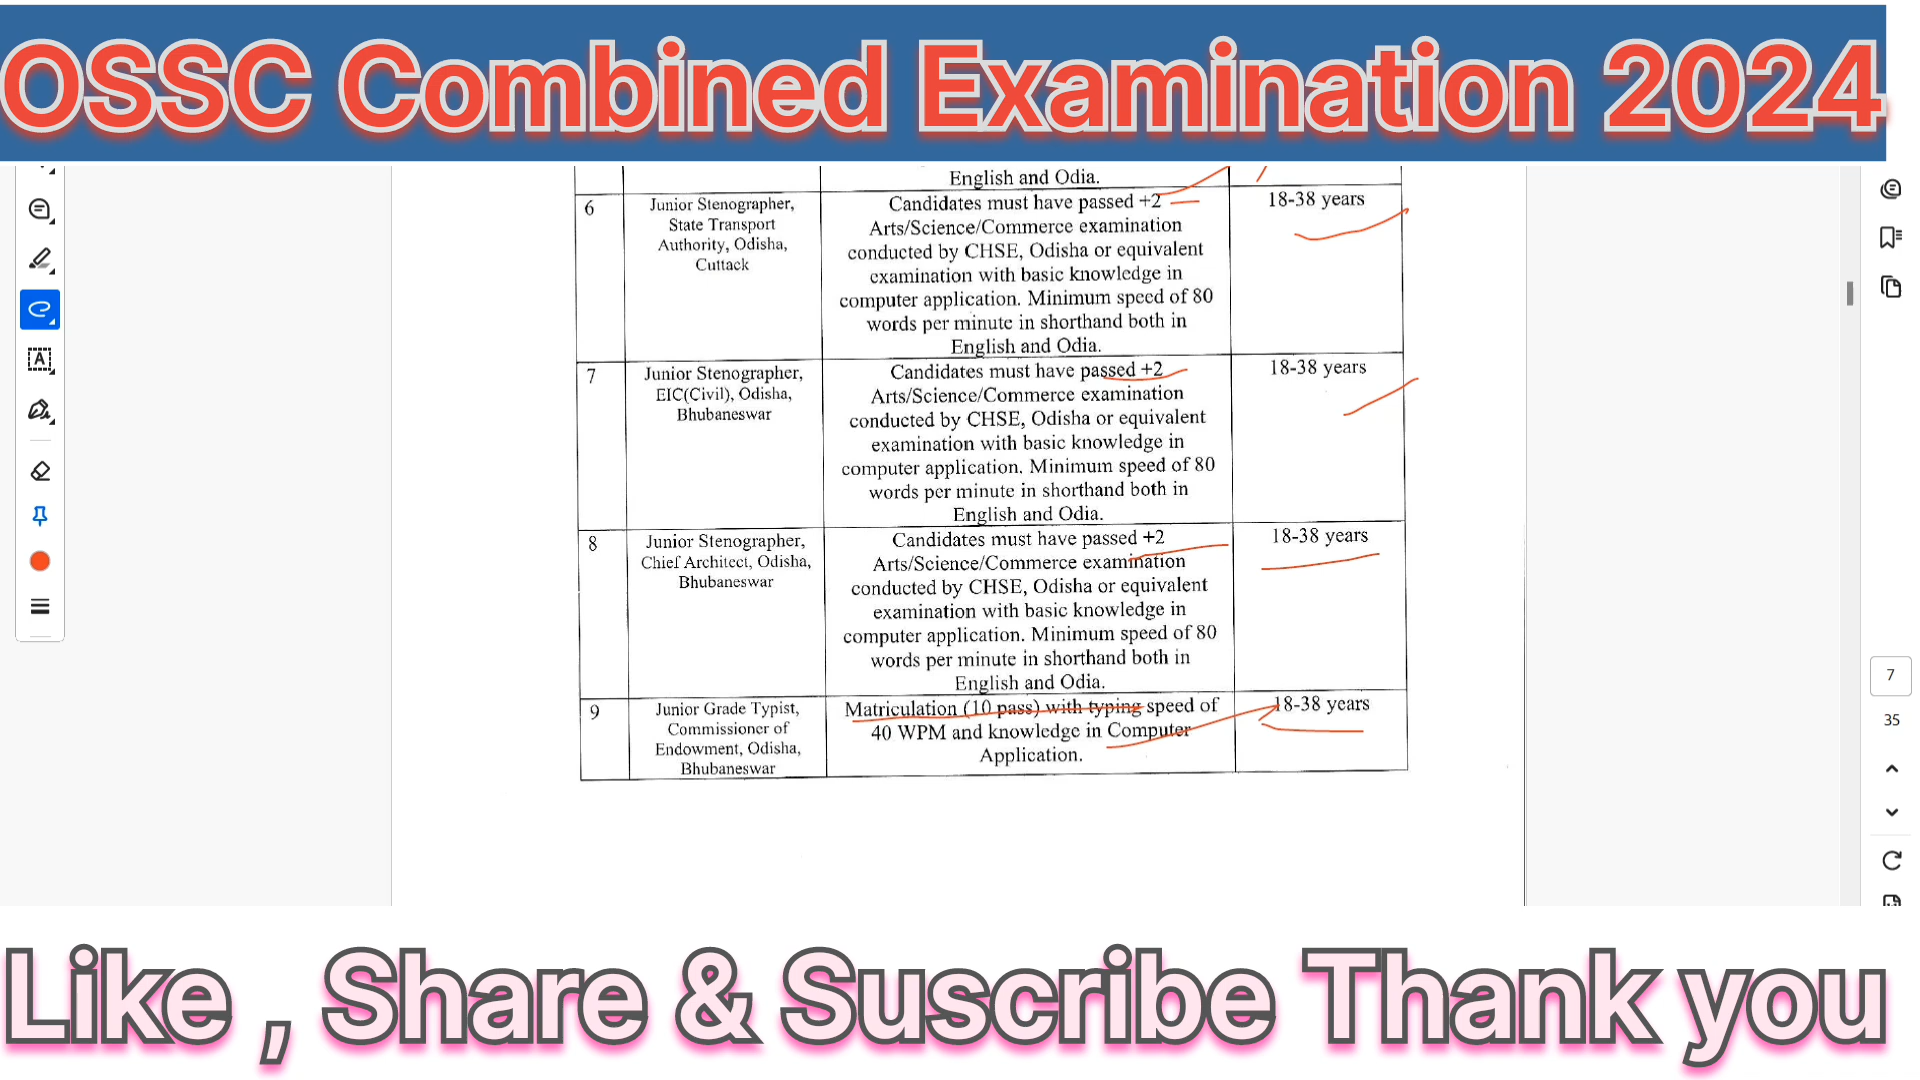 OSSC Combined Examination 2024
English and Odia.
6
Junior Stenographer,
State Transport
Authority, Odisha,
Cuttack
Candidates must have passed +2
Arts/Science/Commerce examination
conducted by CHSE, Odisha or equivalent
examination with basic knowledge in
computer application. Minimum speed of 80
words per minute in shorthand both in
English and Odia.
18-38 years
7
Junior Stenographer,
EIC(Civil), Odisha,
Bhubaneswar
Candidates must have passed +2
Arts/Science/Commerce examination
conducted by CHSE, Odisha or equivalent
examination with basic knowledge in
computer application. Minimum speed of 80
words per minute in shorthand both in
English and Odia.
18-38 years
8
Junior Stenographer,
Chief Architect, Odisha,
Bhubaneswar
Candidates must have passed +2
Arts/Science/Commerce examination
conducted by CHSE, Odisha or equivalent
examination with basic knowledge in
computer application. Minimum speed of 80
words per minute in shorthand both in
English and Odia.
18-38 years
9
Junior Grade Typist,
Commissioner of
Endowment, Odisha,
Bhubaneswar
Matriculation (10 pass) with typing speed of
40 WPM and knowledge in Computer
Application.
18-38 years
A
7
35
Like , Share & Suscribe Thank you